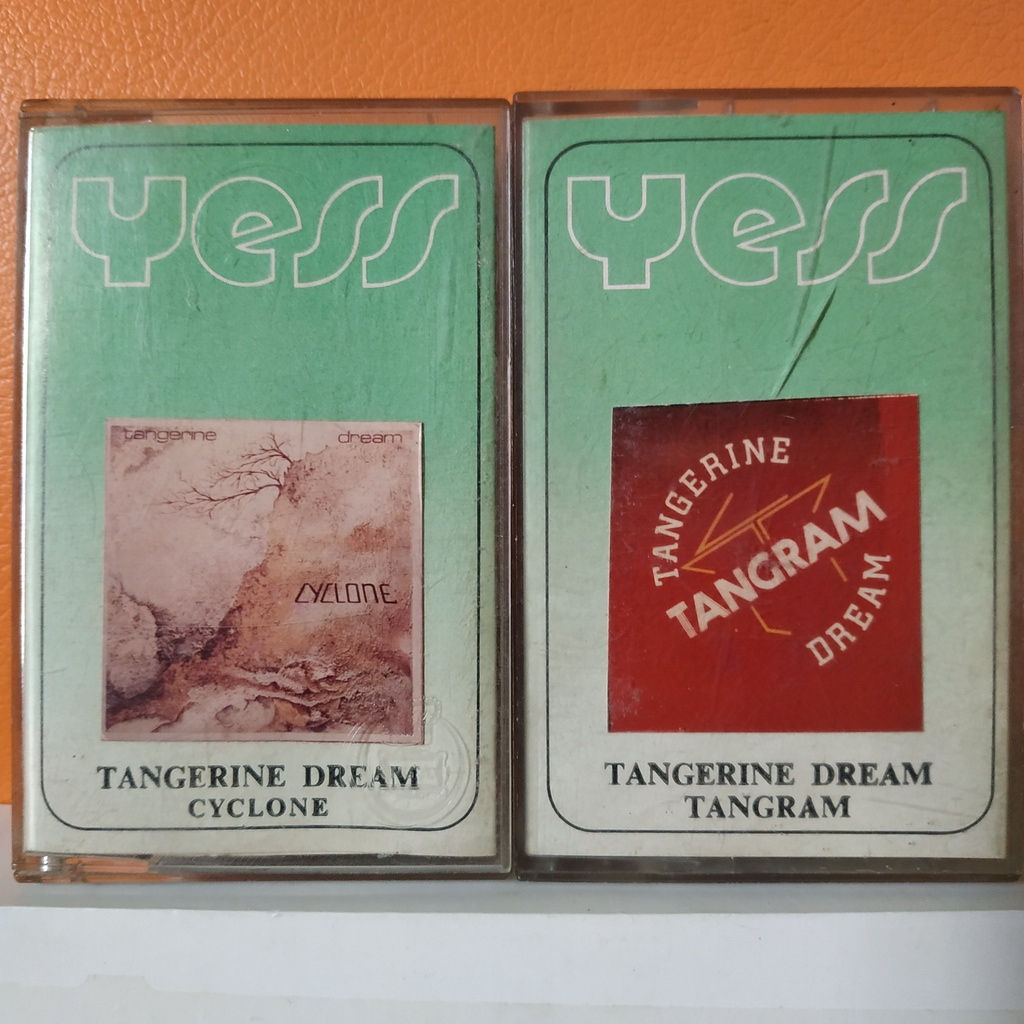 Yess
tangerine dream
CYCLONE
TANGERINE DREAM
CYCLONE
Yess
TANGERINE
TANGRAM
DREAM
TANGERINE DREAM
TANGRAM